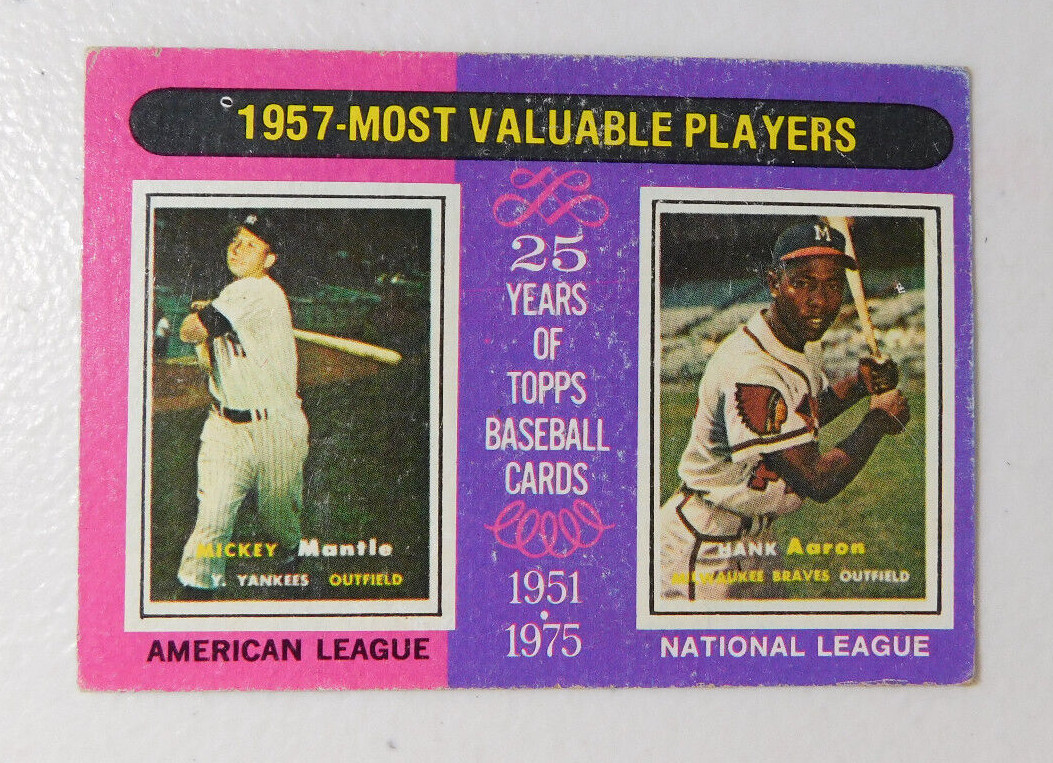 1957-MOST VALUABLE PLAYERS
25
YEARS
OF
TOPPS
BASEBALL
CARDS
1951
•
1975
MICKEY Mantle
Y. YANKEES OUTFIELD
AMERICAN LEAGUE
M
HANK Aaron
MILWAUKEE BRAVES OUTFIELD
NATIONAL LEAGUE